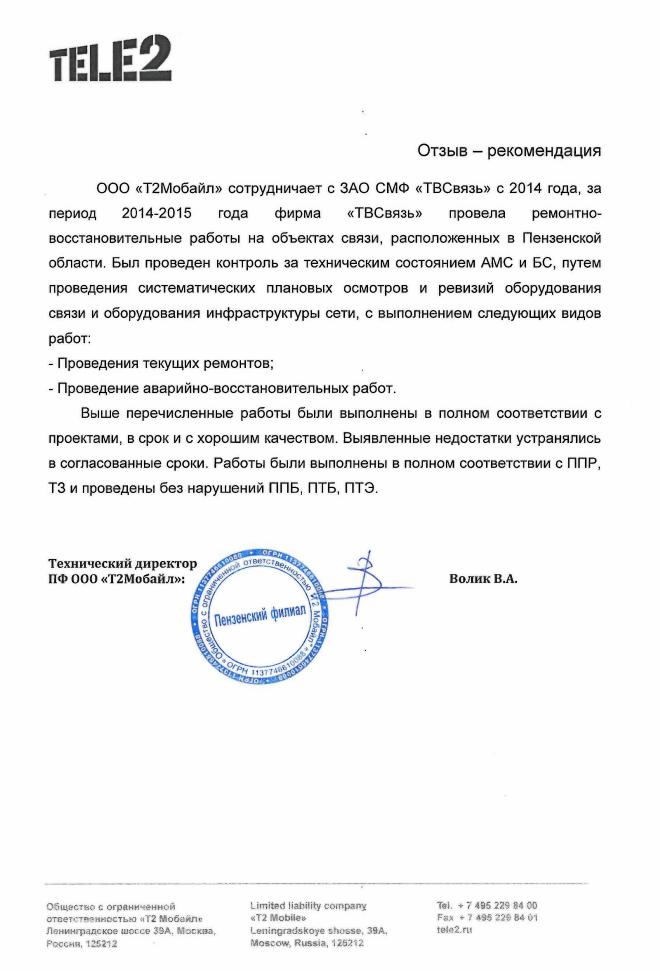 TELE2
Отзыв – рекомендация
ООО «Т2Мобайл» сотрудничает с ЗАО СМФ «ТВСвязь» с 2014 года, за
период 2014-2015 года фирма «ТВСвязь» провела ремонтно-
восстановительные работы на объектах связи, расположенных в Пензенской
области. Был проведен контроль за техническим состоянием АМС и БС, путем
проведения систематических плановых осмотров и ревизий оборудования
связи и оборудования инфраструктуры сети, с выполнением следующих видов
работ:
- Проведения текущих ремонтов;
- Проведение аварийно-восстановительных работ.
Выше перечисленные работы были выполнены в полном соответствии с
проектами, в срок и с хорошим качеством. Выявленные недостатки устранялись
в согласованные сроки. Работы были выполнены в полном соответствии с ППР,
ТЗ и проведены без нарушений ППБ, ПТБ, ПТЭ.
Технический директор
ПФ ООО «Т2Мобайл»:
Волик В.А.
Общество с ограниченной ответственностью
Пензенский филиал
ОГРН 1137746610088
Общество с ограниченной
ответственностью «Т2 Мобайл»
Ленинградское шоссе 39А, Москва,
Россия, 125212
Limited liability company
«T2 Mobile»
Leningradskoye shosse, 39A,
Moscow, Russia, 125212
Tel. + 7 495 229 84 00
Fax + 7 495 229 84 01
tele2.ru